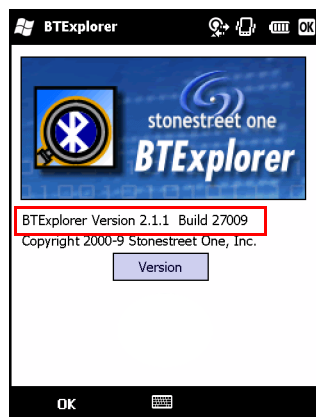 BTExplorer
OK
stonestreet one
BTExplorer
BTExplorer Version 2.1.1 Build 27009
Copyright 2000-9 Stonestreet One, Inc.
Version
OK